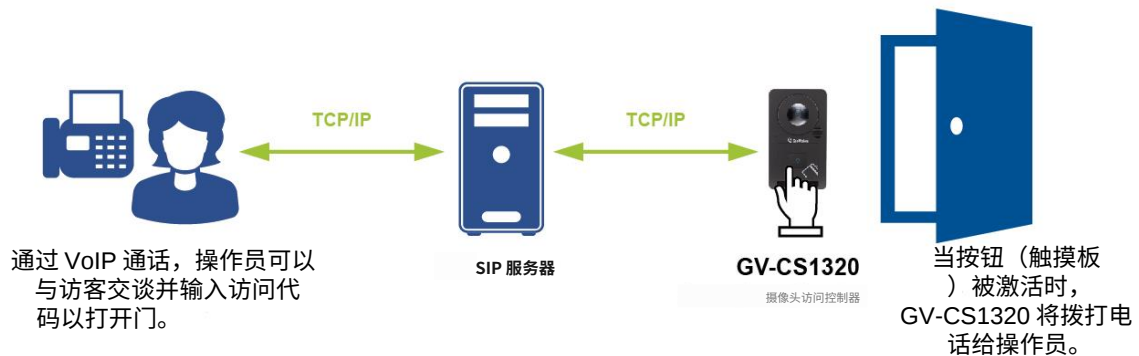 TCP/IP
TCP/IP
通过 VoIP 通话，操作员可以
与访客交谈并输入访问代
码以打开门。
SIP 服务器
GV-CS1320
摄像头访问控制器
当按钮（触摸板
）被激活时，
GV-CS1320 将拨打电
话给操作员。